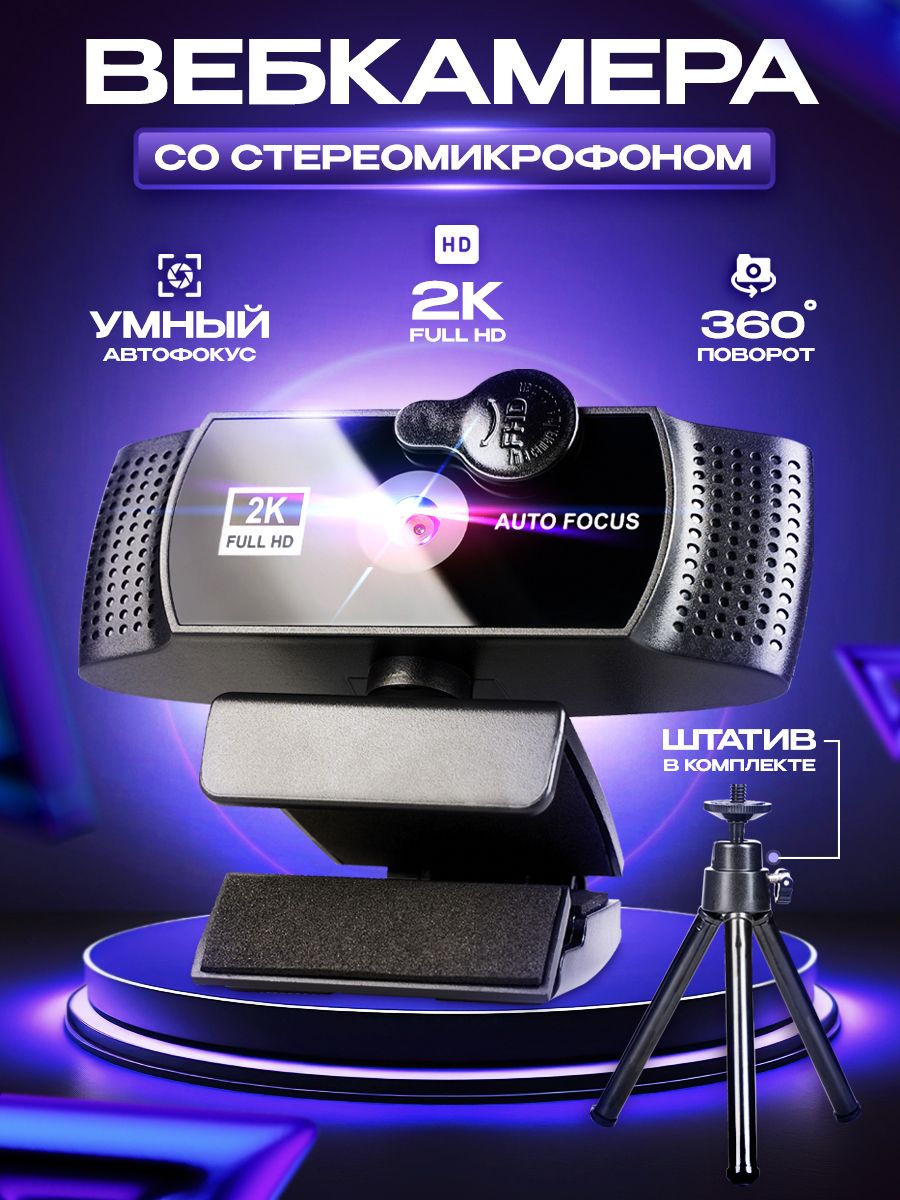 ВЕБКАМЕРА
СО СТЕРЕОМИКРОФОНОМ
HD
УМНЫЙ
АВТОФОКУС
2K
FULL HD
360°
ПОВОРОТ
FHD
2K
FULL HD
AUTO FOCUS
ШТАТИВ
В КОМПЛЕКТЕ